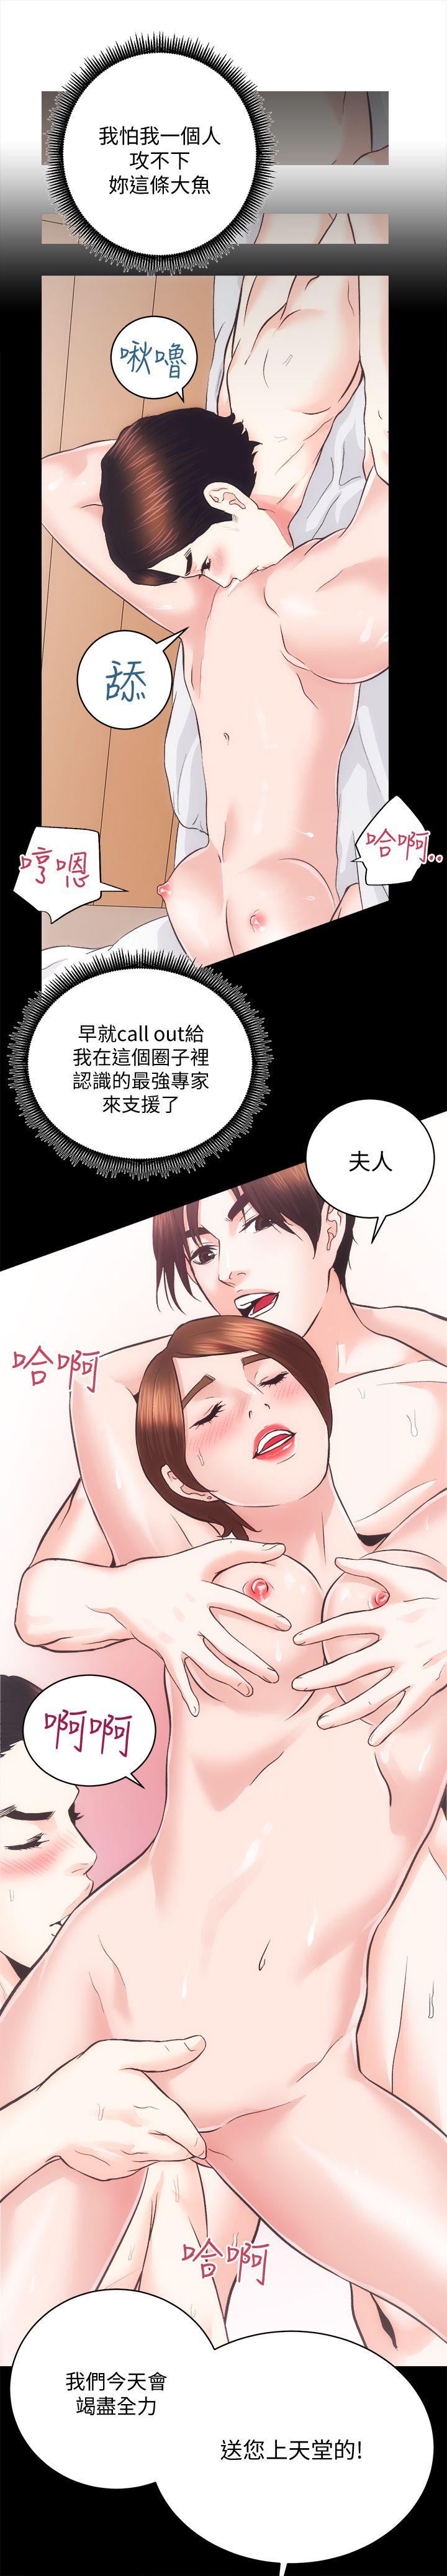 我怕我一個人
攻不下
妳這條大魚
啾嚕
舔
哼嗯
哈啊..
早就call out給
我在這個圈子裡
認識的最強專家
來支援了
夫人
哈啊
啊啊
哈啊
我們今天會
竭盡全力
送您上天堂的!